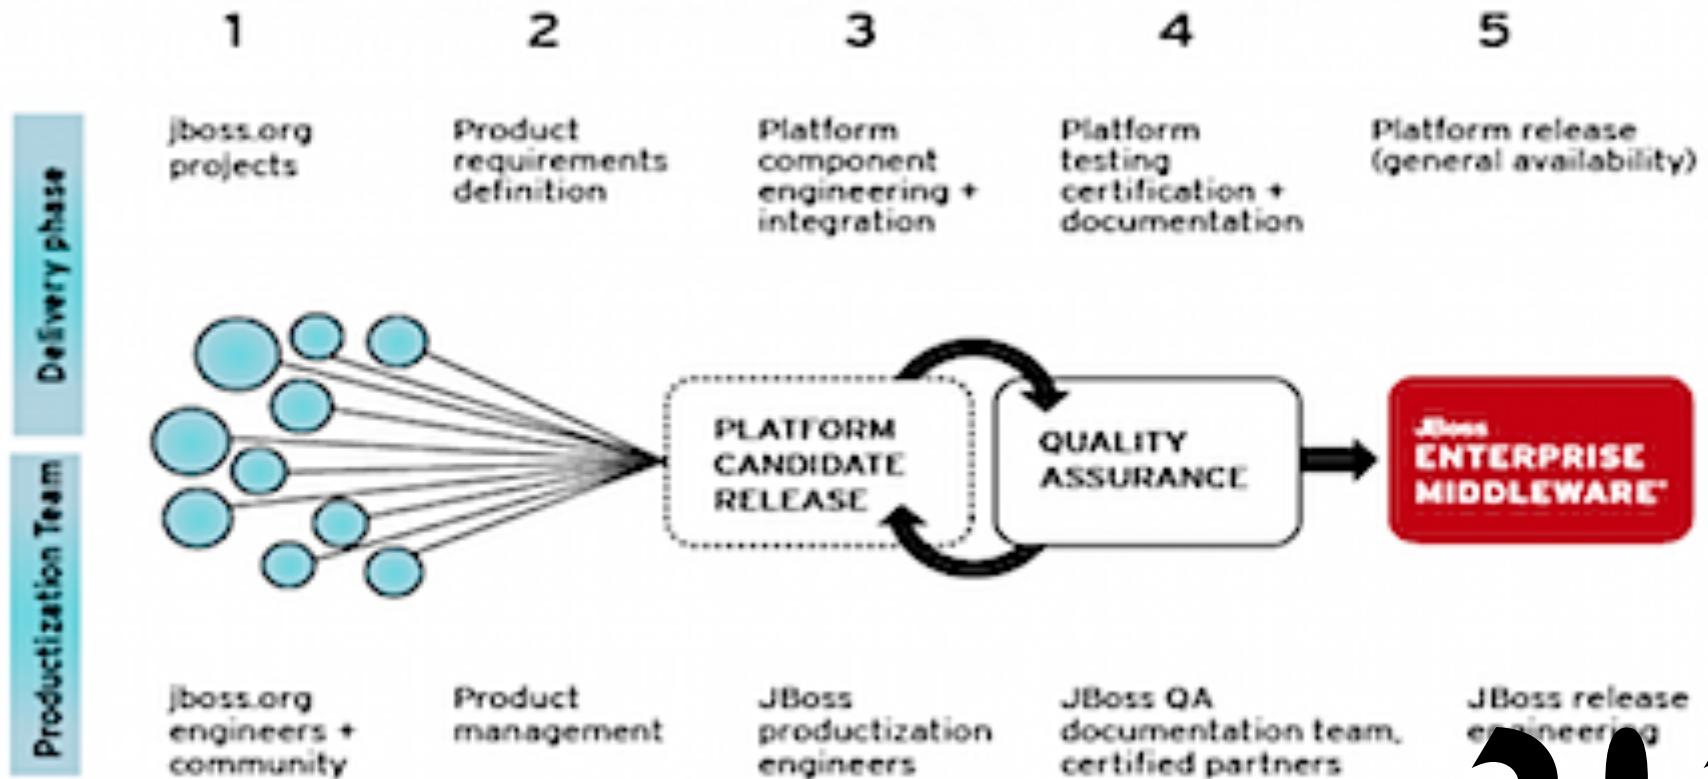 1 2 3 4 5
Delivery phase
jboss.org
projects
Product
requirements
definition
Platform
component
engineering +
integration
Platform
testing
certification +
documentation
Platform release
(general availability)
PLATFORM
CANDIDATE
RELEASE
QUALITY
ASSURANCE
JBoss
ENTERPRISE
MIDDLEWARE
Productization Team
jboss.org
engineers +
community
Product
management
JBoss
productization
engineers
JBoss QA
documentation team,
certified partners
JBoss release
engineering